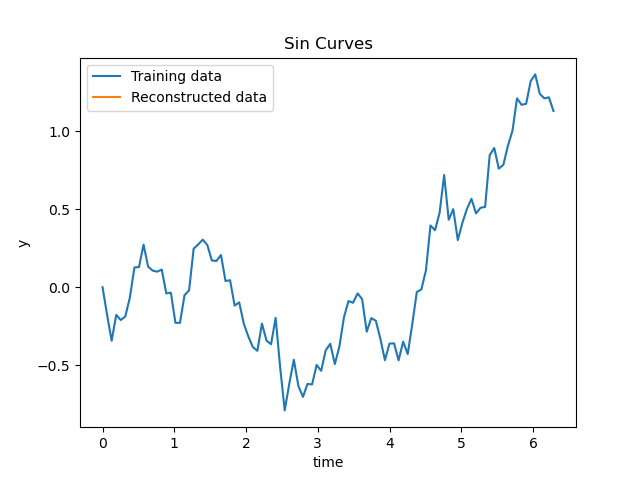 Sin Curves
Training data
Reconstructed data
1.0
0.5
0.0
−0.5
y
0 1 2 3 4 5 6
time